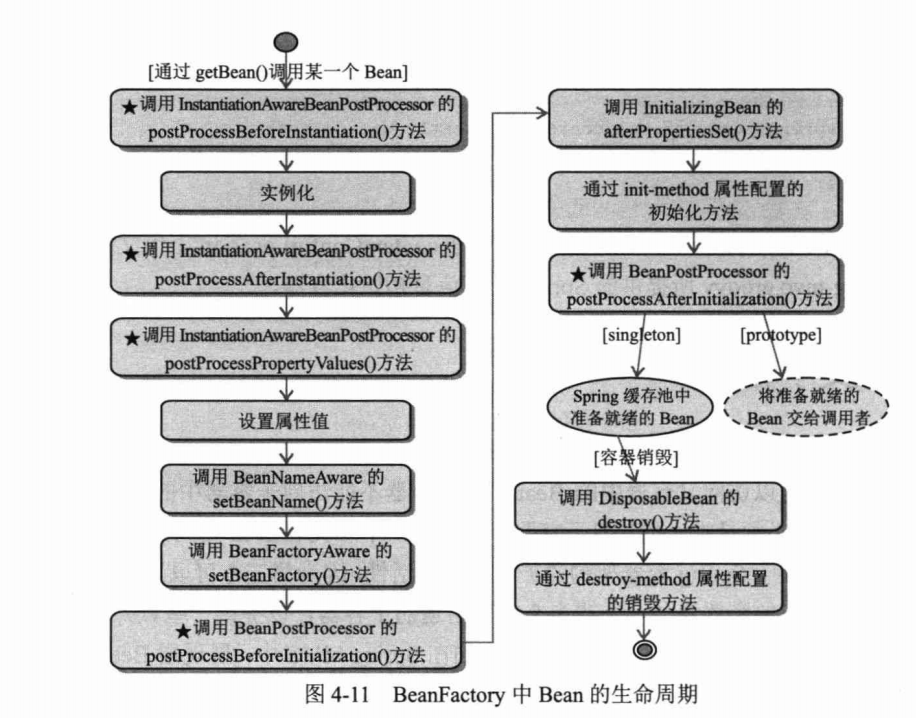 [通过 getBean()调用某一个 Bean]
★调用 InstantiationAwareBeanPostProcessor 的
postProcessBeforeInstantiation()方法
实例化
★调用 InstantiationAwareBeanPostProcessor 的
postProcessAfterInstantiation()方法
★调用 InstantiationAwareBeanPostProcessor 的
postProcessPropertyValues()方法
设置属性值
调用 BeanNameAware 的
setBeanName()方法
调用 BeanFactoryAware 的
setBeanFactory()方法
★调用 BeanPostProcessor 的
postProcessBeforeInitialization()方法
调用 InitializingBean 的
afterPropertiesSet()方法
通过 init-method 属性配置的
初始化方法
★调用 BeanPostProcessor 的
postProcessAfterInitialization()方法
[singleton]
[prototype]
Spring 缓存池中
准备就绪的 Bean
将准备就绪的
Bean 交给调用者
[容器销毁]
调用 DisposableBean 的
destroy()方法
通过 destroy-method 属性配置
的销毁方法
图 4-11 BeanFactory 中 Bean 的生命周期